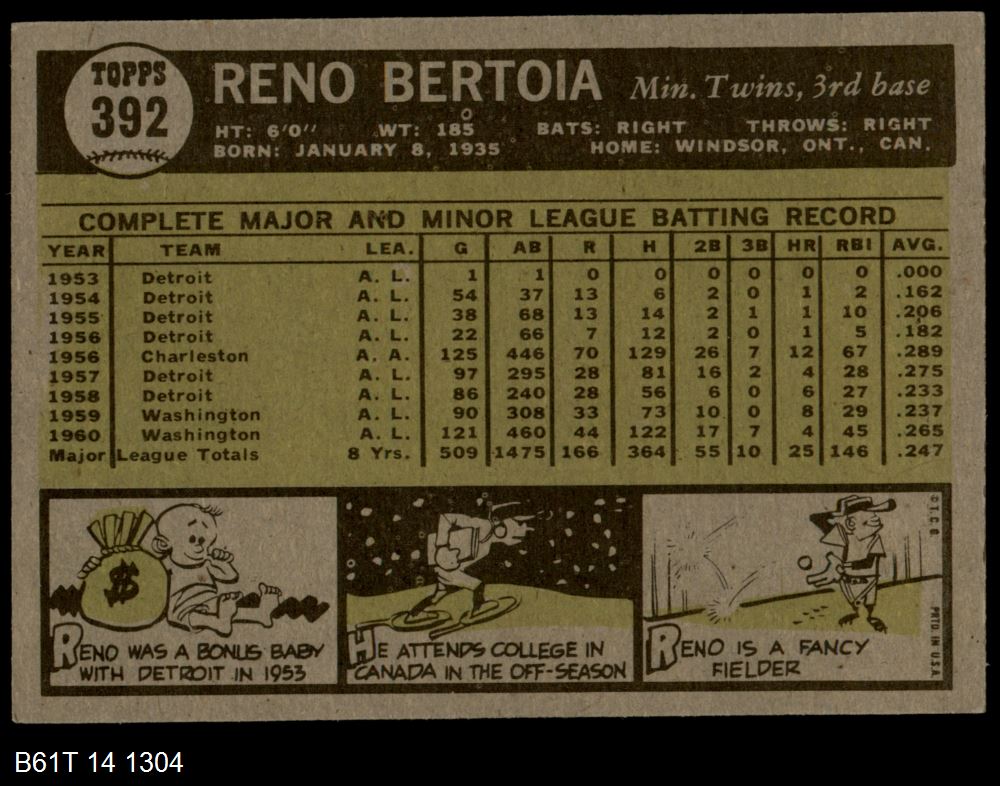 TOPPS
392
RENO BERTOIA Min. Twins, 3rd base
HT: 6'0" WT: 185 BATS: RIGHT THROWS: RIGHT
BORN: JANUARY 8, 1935 HOME: WINDSOR, ONT., CAN.
COMPLETE MAJOR AND MINOR LEAGUE BATTING RECORD
YEAR TEAM LEA. G AB R H 2B 3B HR RBI AVG.
1953 Detroit A. L. 1 1 0 0 0 0 0 0 .000
1954 Detroit A. L. 54 37 13 6 2 0 1 2 .162
1955 Detroit A. L. 38 68 13 14 2 1 1 10 .206
1956 Detroit A. L. 22 66 7 12 2 0 1 5 .182
1956 Charleston A. A. 125 446 70 129 26 7 12 67 .289
1957 Detroit A. L. 97 295 28 81 16 2 4 28 .275
1958 Detroit A. L. 86 240 28 56 6 0 6 27 .233
1959 Washington A. L. 90 308 33 73 10 0 8 29 .237
1960 Washington A. L. 121 460 44 122 17 7 4 45 .265
Major League Totals 8 Yrs. 509 1475 166 364 55 10 25 146 .247
$
RENO WAS A BONUS BABY
WITH DETROIT IN 1953
HE ATTENDS COLLEGE IN
CANADA IN THE OFF-SEASON
RENO IS A FANCY
FIELDER
©T.C.G.
PRTD. IN U.S.A.
B61T 14 1304